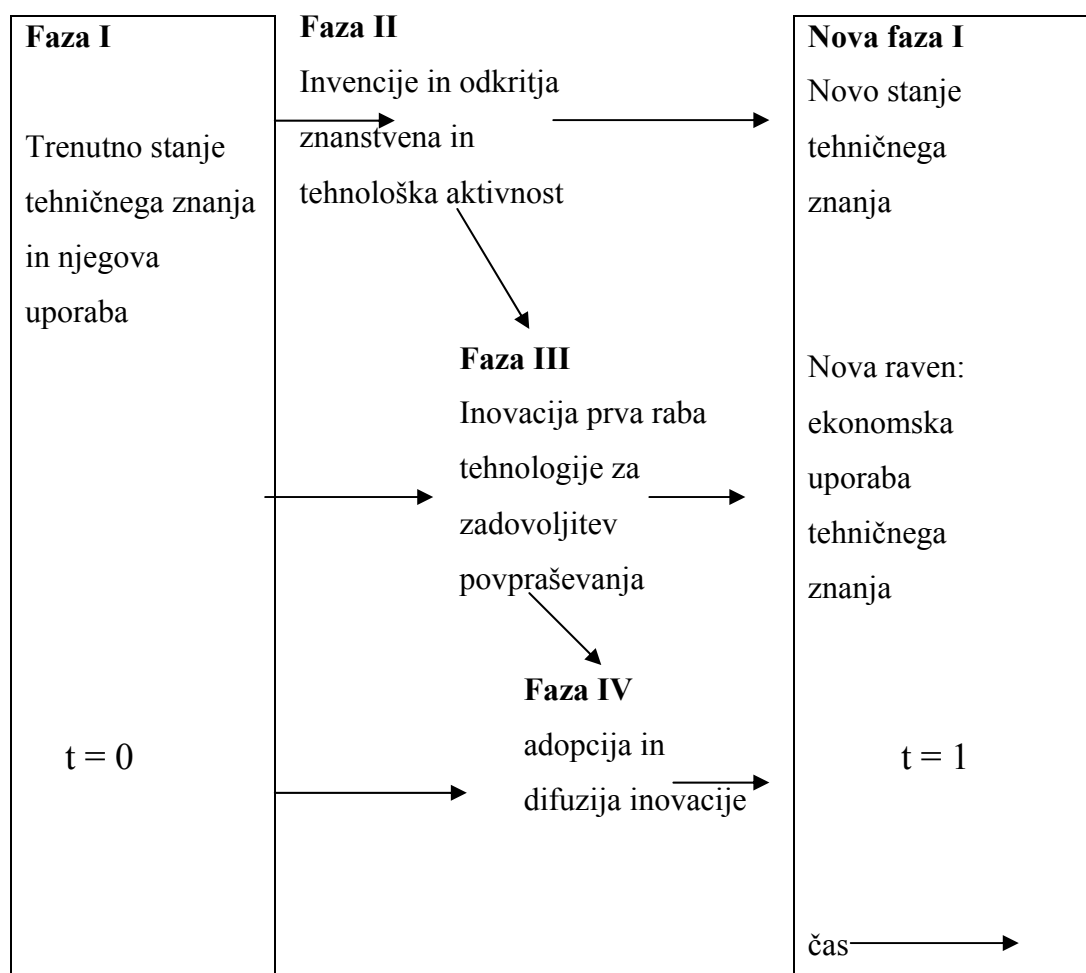 Faza I
Trenutno stanje
tehničnega znanja
in njegova
uporaba
t = 0
Faza II
Invencije in odkritja
znanstvena in
tehnološka aktivnost
Faza III
Inovacija prva raba
tehnologije za
zadovoljitev
povpraševanja
Faza IV
adopcija in
difuzija inovacije
Nova faza I
Novo stanje
tehničnega
znanja
Nova raven:
ekonomska
uporaba
tehničnega
znanja
t = 1
čas